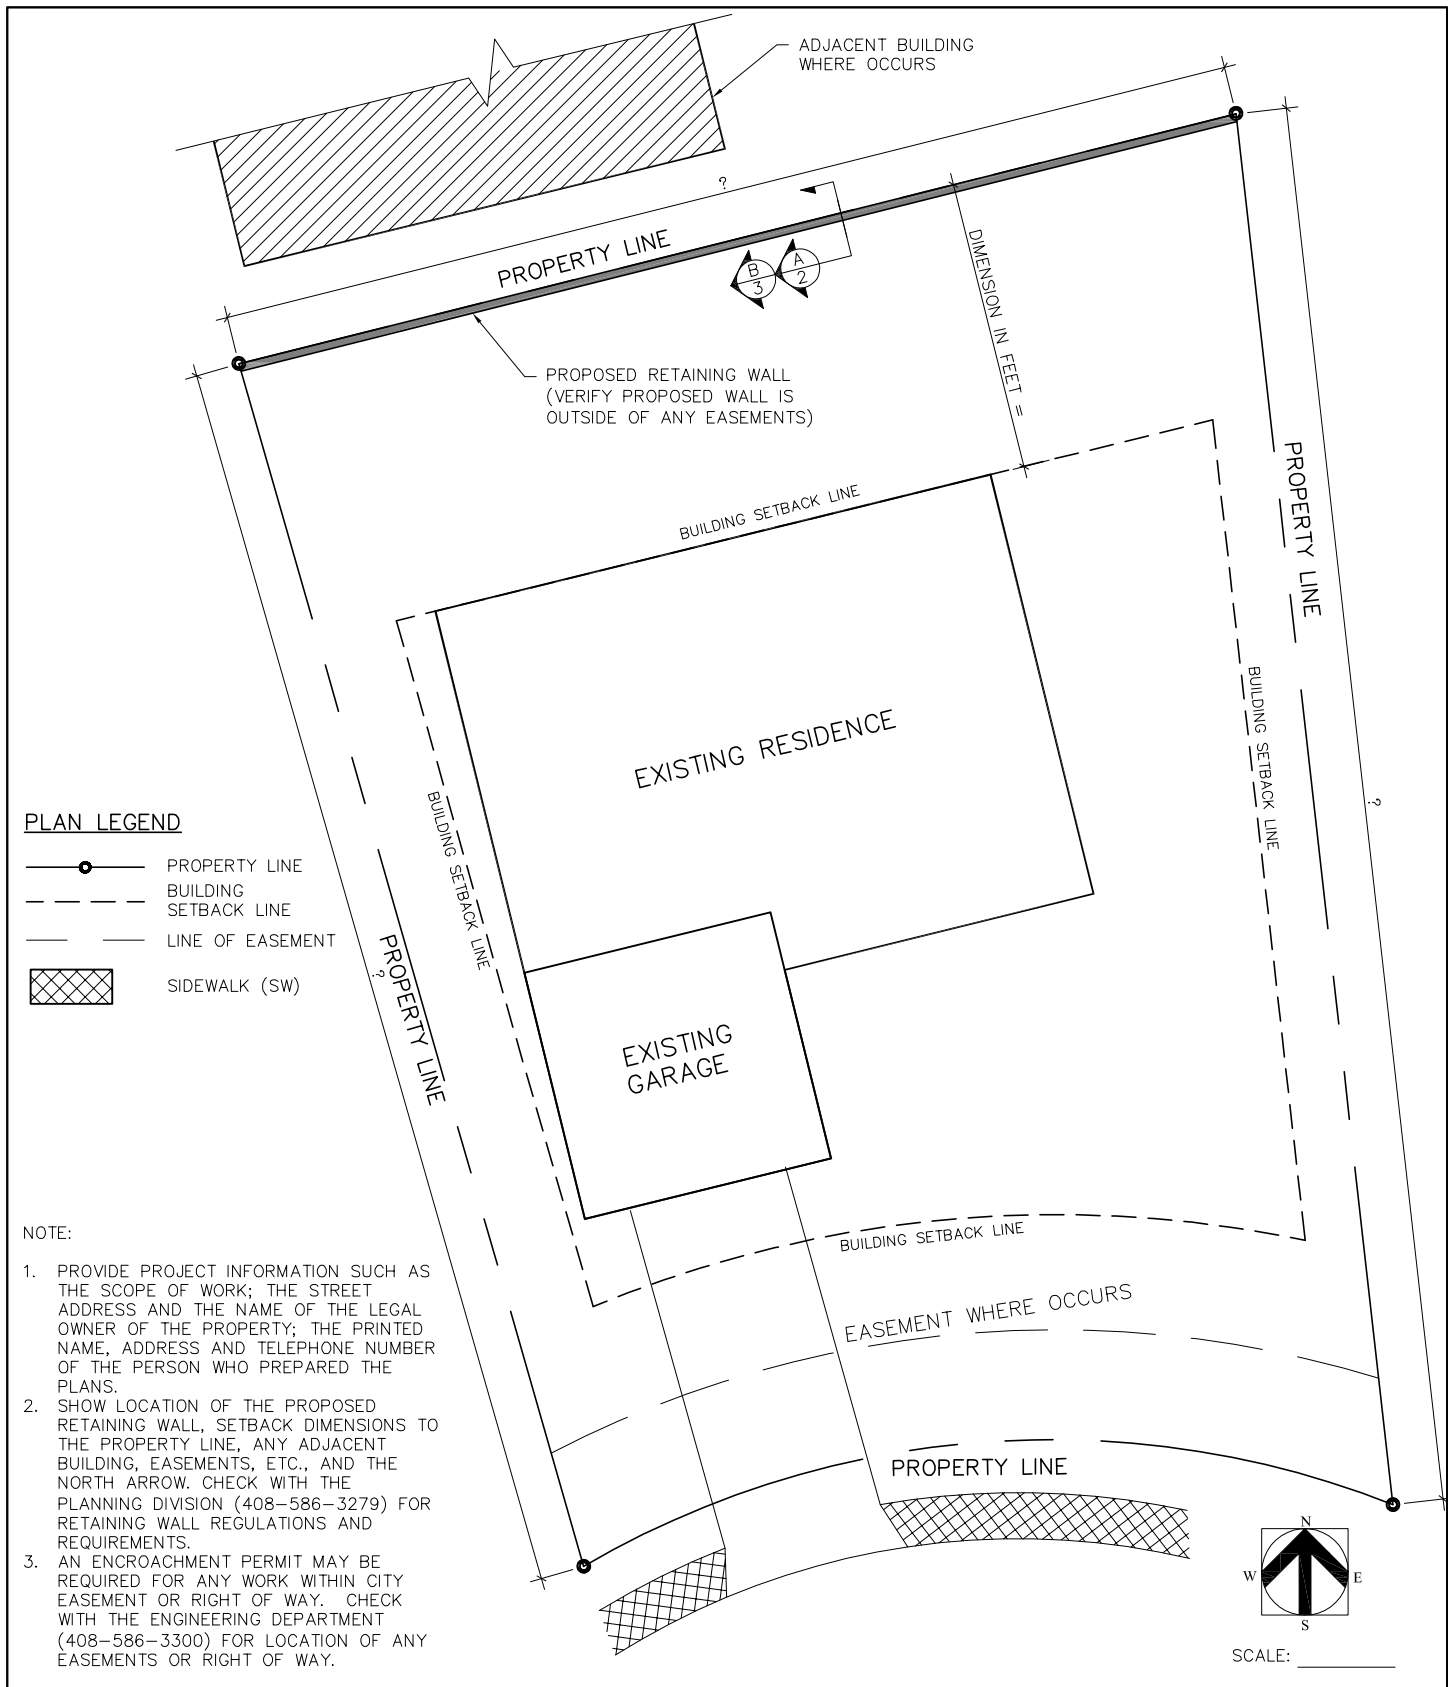 ADJACENT BUILDING
WHERE OCCURS
?
PROPERTY LINE
B
3
A
2
DIMENSION IN FEET =
PROPOSED RETAINING WALL
(VERIFY PROPOSED WALL IS
OUTSIDE OF ANY EASEMENTS)
PROPERTY LINE
BUILDING SETBACK LINE
EXISTING RESIDENCE
BUILDING SETBACK LINE
?
BUILDING SETBACK LINE
PLAN LEGEND
PROPERTY LINE
BUILDING
SETBACK LINE
LINE OF EASEMENT
SIDEWALK (SW)
PROPERTY LINE
?
EXISTING
GARAGE
BUILDING SETBACK LINE
EASEMENT WHERE OCCURS
PROPERTY LINE
NOTE:
1. PROVIDE PROJECT INFORMATION SUCH AS
THE SCOPE OF WORK; THE STREET
ADDRESS AND THE NAME OF THE LEGAL
OWNER OF THE PROPERTY; THE PRINTED
NAME, ADDRESS AND TELEPHONE NUMBER
OF THE PERSON WHO PREPARED THE
PLANS.
2. SHOW LOCATION OF THE PROPOSED
RETAINING WALL, SETBACK DIMENSIONS TO
THE PROPERTY LINE, ANY ADJACENT
BUILDING, EASEMENTS, ETC., AND THE
NORTH ARROW. CHECK WITH THE
PLANNING DIVISION (408-586-3279) FOR
RETAINING WALL REGULATIONS AND
REQUIREMENTS.
3. AN ENCROACHMENT PERMIT MAY BE
REQUIRED FOR ANY WORK WITHIN CITY
EASEMENT OR RIGHT OF WAY. CHECK
WITH THE ENGINEERING DEPARTMENT
(408-586-3300) FOR LOCATION OF ANY
EASEMENTS OR RIGHT OF WAY.
N
W E
S
SCALE: